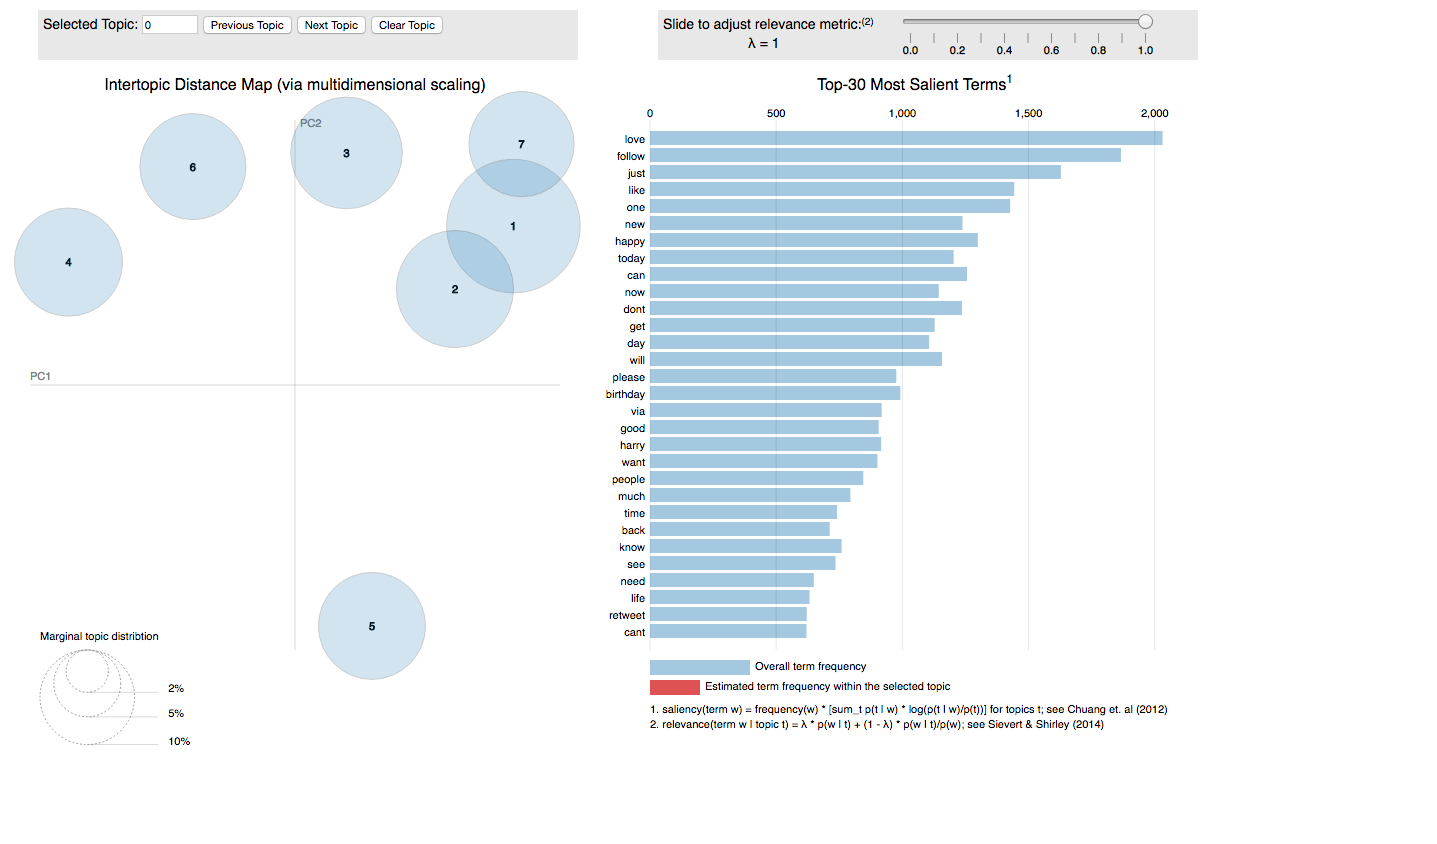 Selected Topic: 0 Previous Topic Next Topic Clear Topic
Slide to adjust relevance metric:(2)
λ = 1
0.0 0.2 0.4 0.6 0.8 1.0
Intertopic Distance Map (via multidimensional scaling)
PC2
6
3
7
1
4
2
PC1
5
Marginal topic distribtion
2%
5%
10%
Top-30 Most Salient Terms1
0 500 1,000 1,500 2,000
love
follow
just
like
one
new
happy
today
can
now
dont
get
day
will
please
birthday
via
good
harry
want
people
much
time
back
know
see
need
life
retweet
cant
Overall term frequency
Estimated term frequency within the selected topic
1. saliency(term w) = frequency(w) * [sum_t p(t | w) * log(p(t | w)/p(t))] for topics t; see Chuang et. al (2012)
2. relevance(term w | topic t) = λ * p(w | t) + (1 - λ) * p(w | t)/p(w); see Sievert & Shirley (2014)